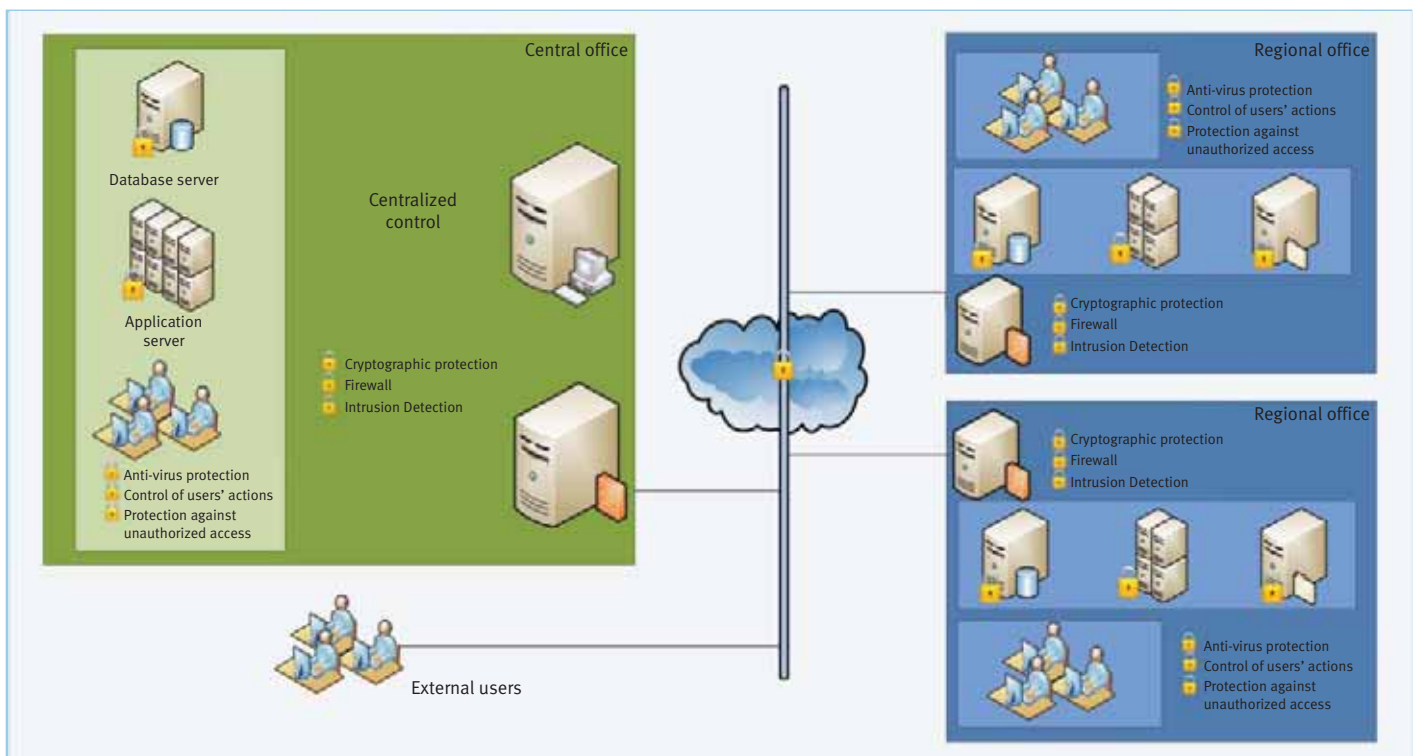 Central office
Database server
Application
server
Anti-virus protection
Control of users’ actions
Protection against
unauthorized access
Centralized
control
Cryptographic protection
Firewall
Intrusion Detection
External users
Regional office
Anti-virus protection
Control of users’ actions
Protection against
unauthorized access
Cryptographic protection
Firewall
Intrusion Detection
Regional office
Cryptographic protection
Firewall
Intrusion Detection
Anti-virus protection
Control of users’ actions
Protection against
unauthorized access